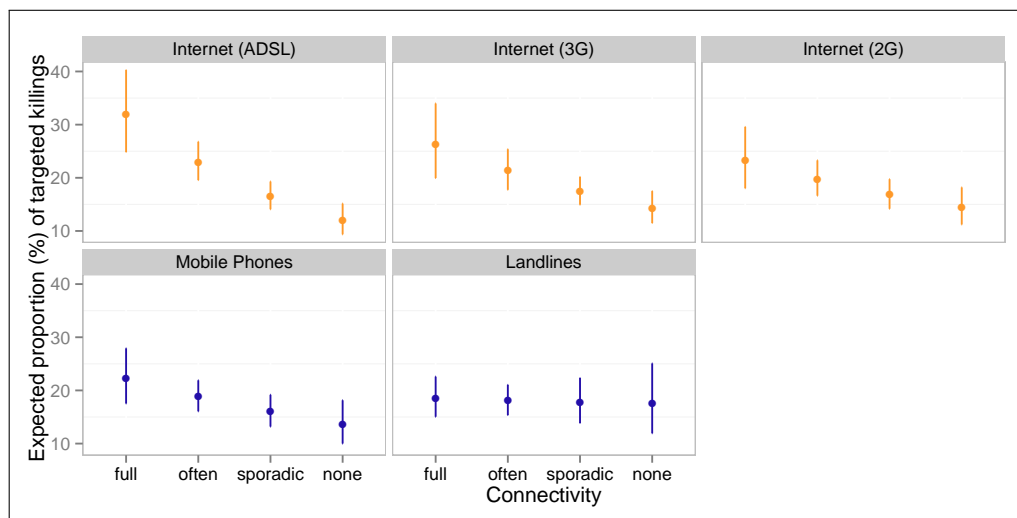 Internet (ADSL) Internet (3G) Internet (2G)
40
30
20
10
Mobile Phones Landlines
40
30
20
10
full often sporadic none full often sporadic none
Connectivity
Expected proportion (%) of targeted killings